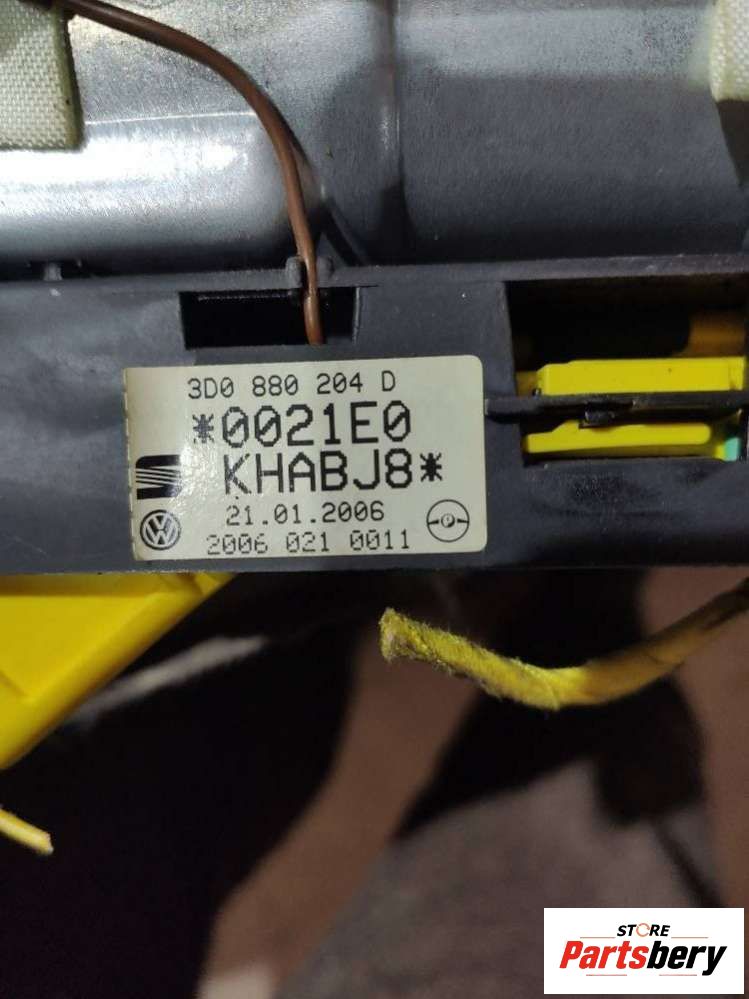 3D0 880 204 D
*0021E0
KHABJ8*
21.01.2006
2006 021 0011
STORE
Partsbery